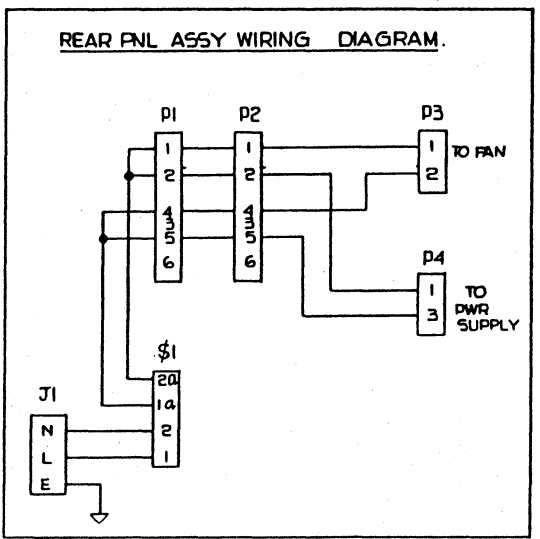 REAR PNL ASSY WIRING DIAGRAM.
P1
P2
P3
1
2
4
3
5
6
1
2
4
3
5
6
1
2
TO FAN
P4
1
3
TO
PWR
SUPPLY
$1
2a
1a
2
1
J1
N
L
E